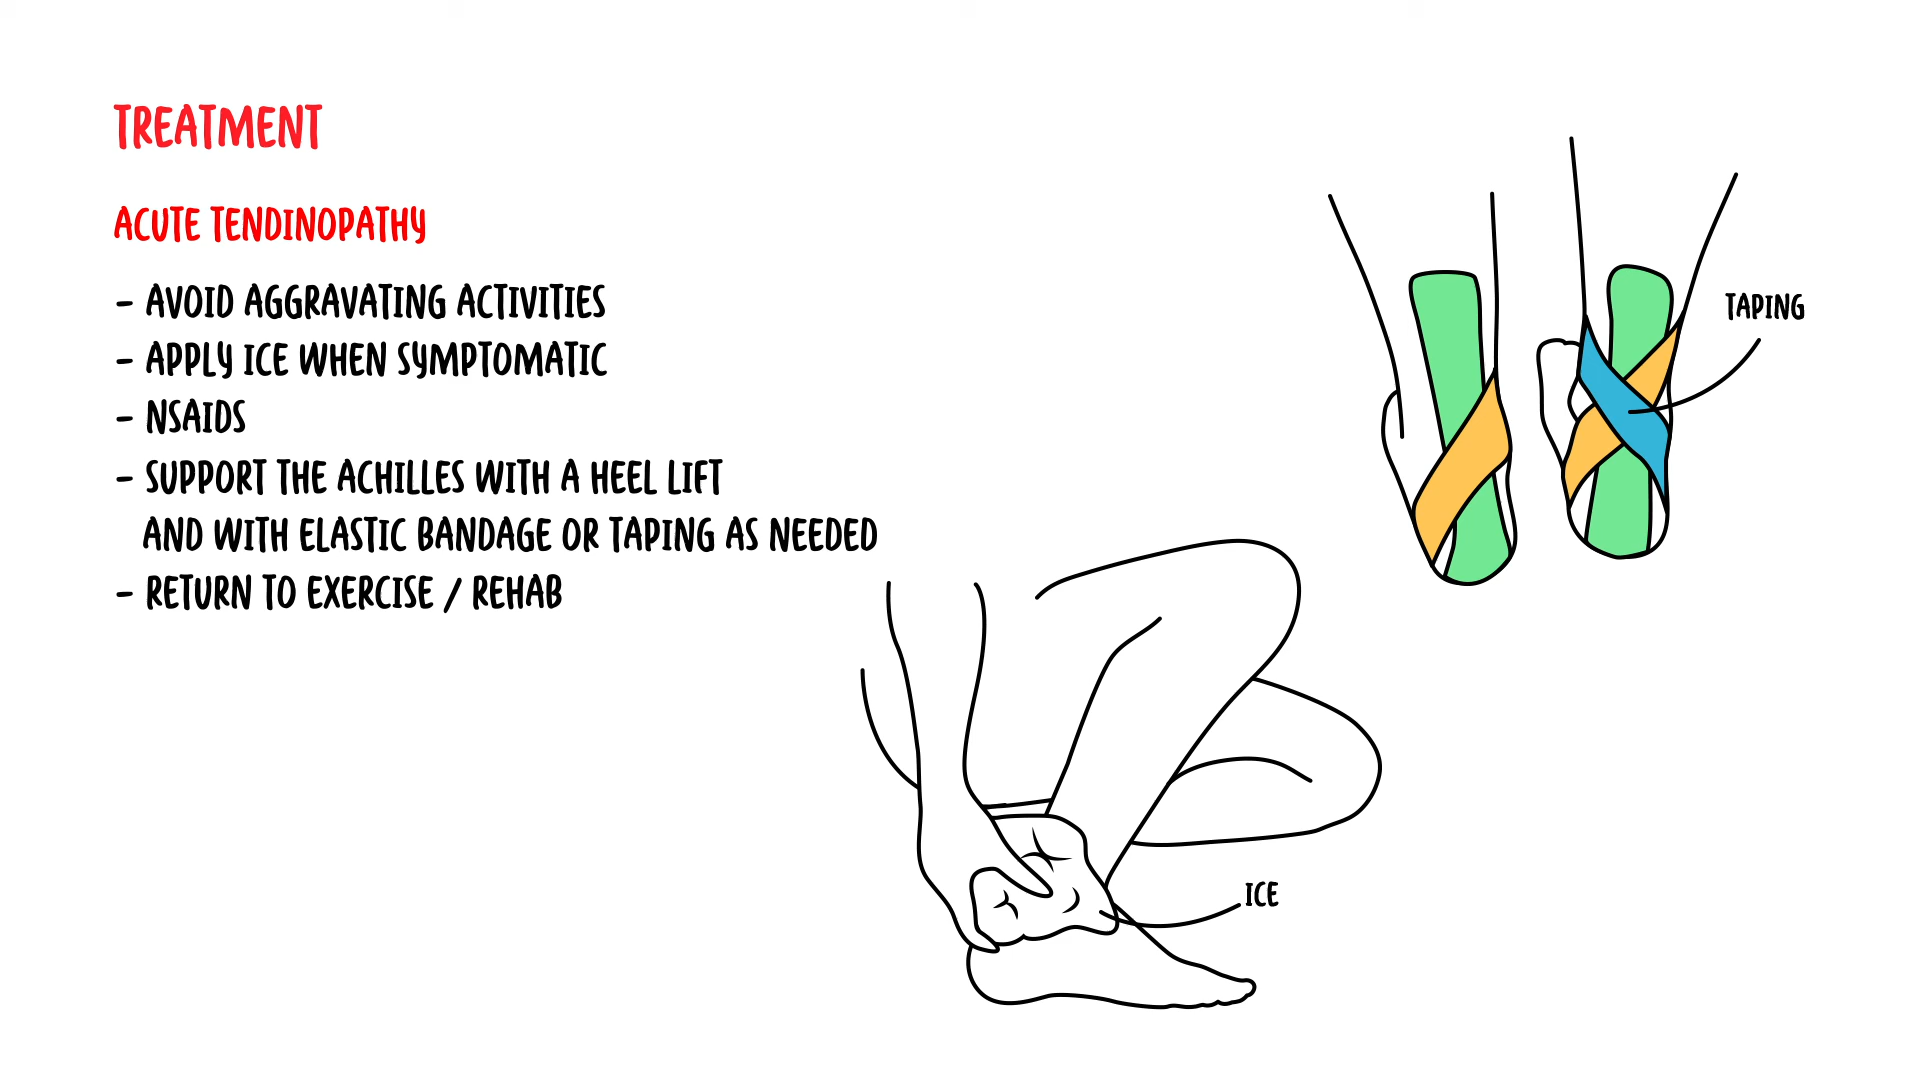 TREATMENT
ACUTE TENDINOPATHY
- AVOID AGGRAVATING ACTIVITIES
- APPLY ICE WHEN SYMPTOMATIC
- NSAIDS
- SUPPORT THE ACHILLES WITH A HEEL LIFT
AND WITH ELASTIC BANDAGE OR TAPING AS NEEDED
- RETURN TO EXERCISE / REHAB
TAPING
ICE